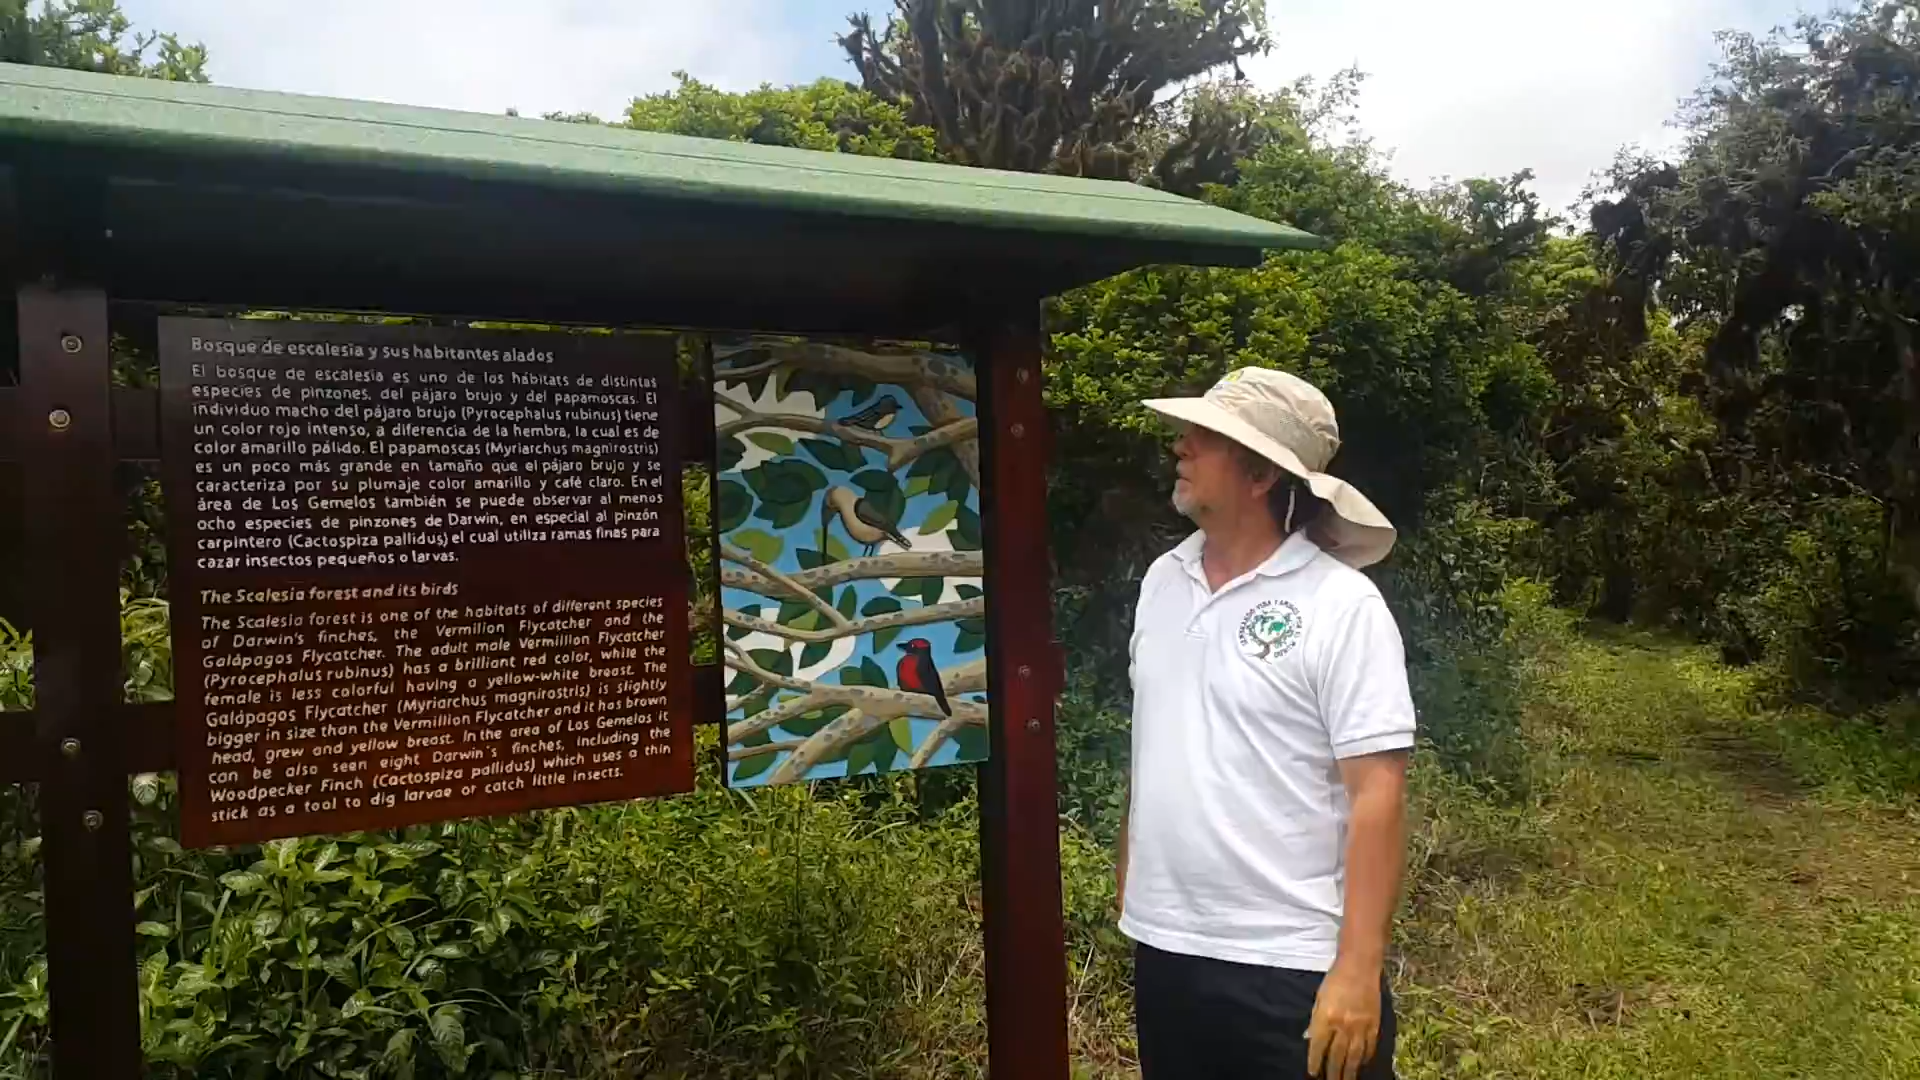 Bosque de escalesia y sus habitantes alados
El bosque de escalesia es uno de los hábitats de distintas
especies de pinzones, del pájaro brujo y del papamoscas. El
individuo macho del pájaro brujo (Pyrocephalus rubinus) tiene
un color rojo intenso, a diferencia de la hembra, la cual es de
color amarillo pálido. El papamoscas (Myriarchus magnirostris)
es un poco más grande en tamaño que el pájaro brujo y se
caracteriza por su plumaje color amarillo y café claro. En el
área de Los Gemelos también se puede observar al menos
ocho especies de pinzones de Darwin, en especial al pinzón
carpintero (Cactospiza pallidus) el cual utiliza ramas finas para
cazar insectos pequeños o larvas.
The Scalesia forest and its birds
The Scalesia forest is one of the habitats of different species
of Darwin's finches, the Vermilion Flycatcher and the
Galápagos Flycatcher. The adult male Vermillion Flycatcher
(Pyrocephalus rubinus) has a brilliant red color, while the
female is less colorful having a yellow-white breast. The
Galápagos Flycatcher (Myriarchus magnirostris) is slightly
bigger in size than the Vermillion Flycatcher and it has brown
head, grew and yellow breast. In the area of Los Gemelos it
can be also seen eight Darwin's finches, including the
Woodpecker Finch (Cactospiza pallidus) which uses a thin
stick as a tool to dig larvae or catch little insects.